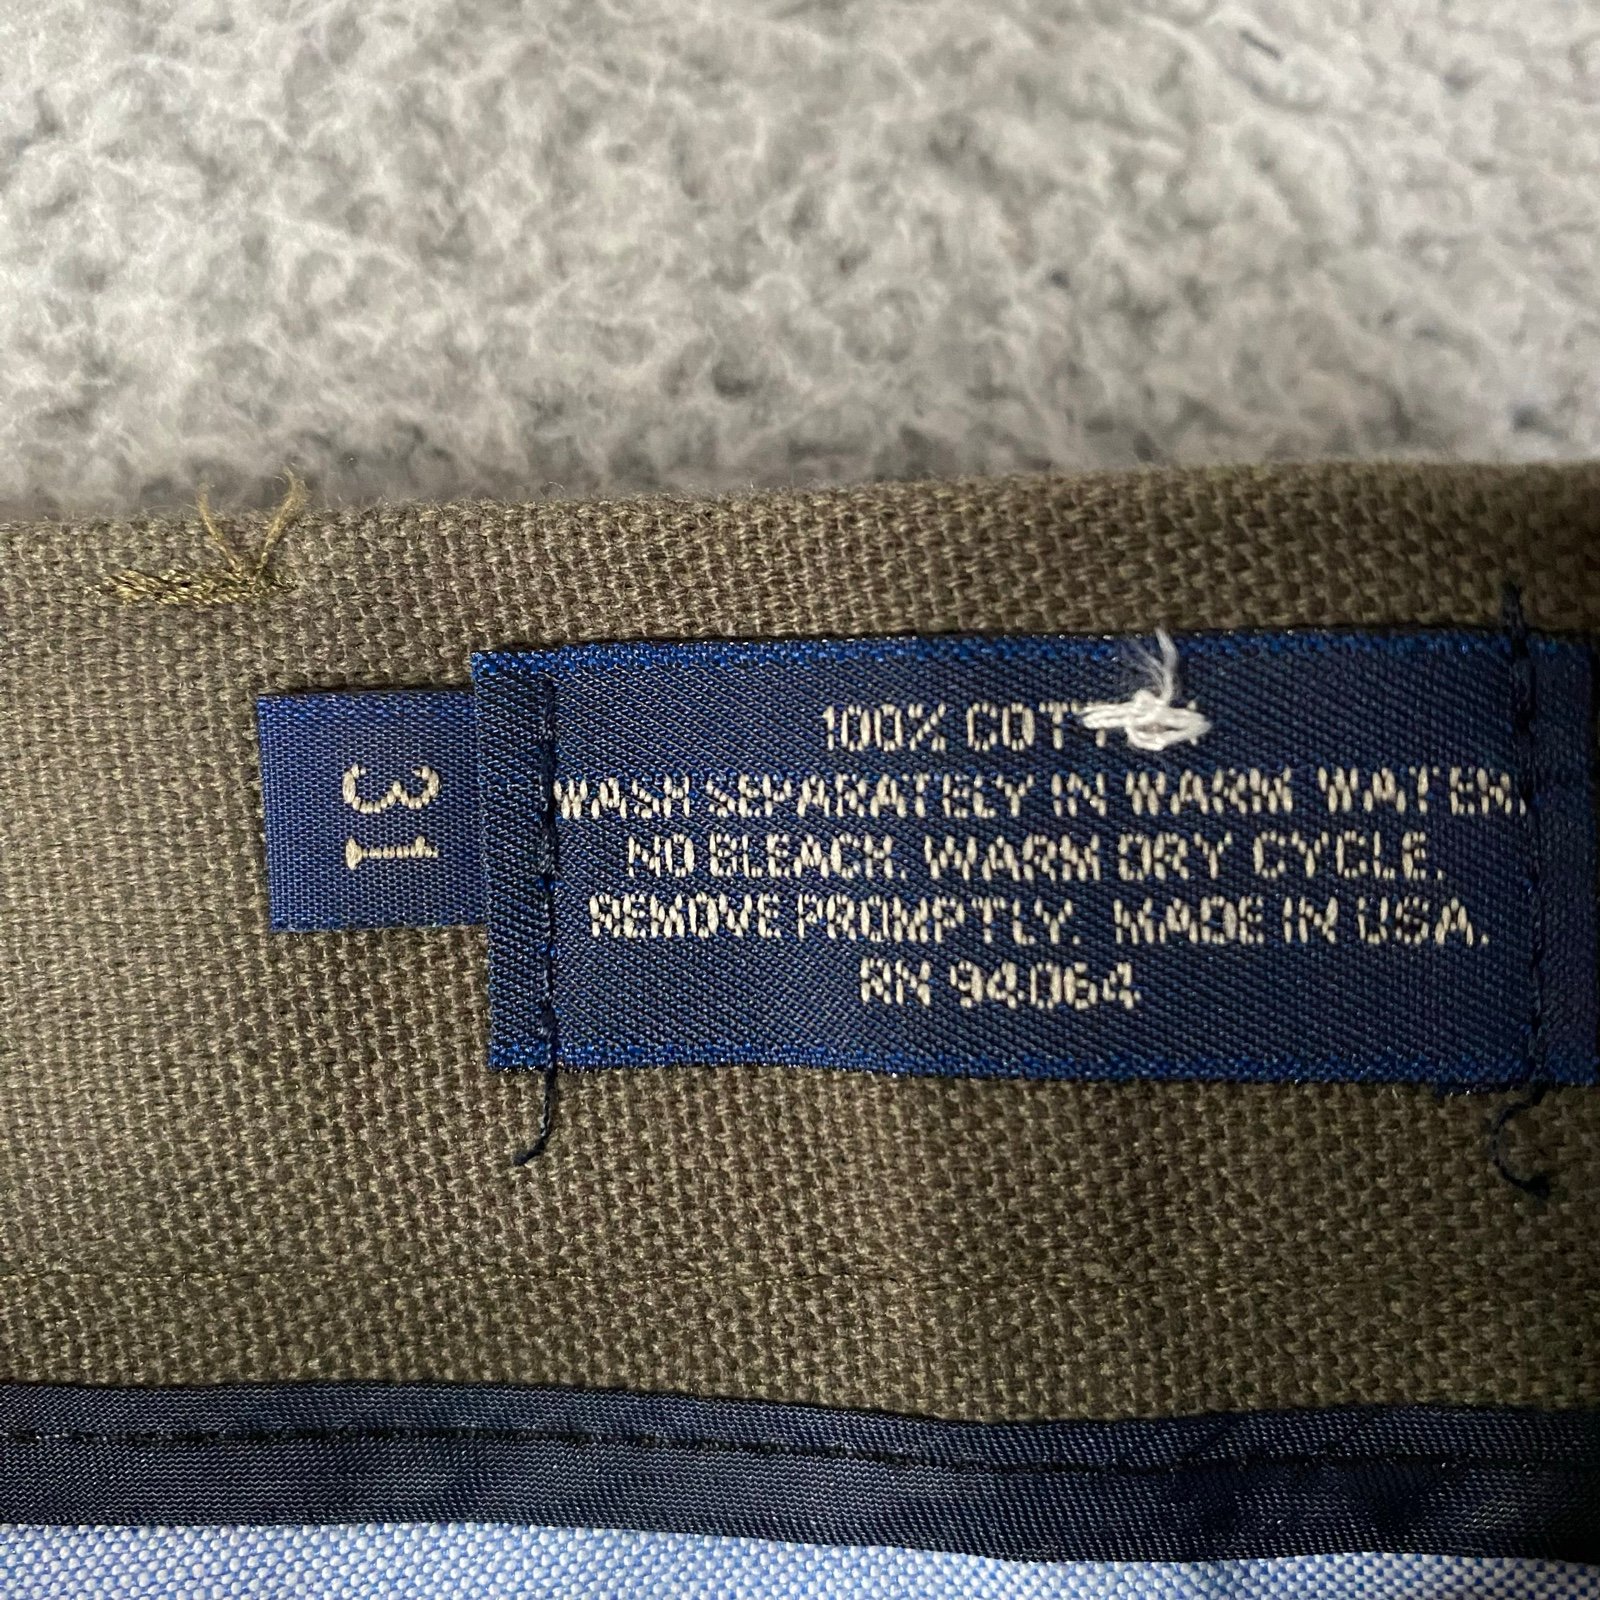 31
100% COTTON
WASH SEPARATELY IN WARM WATER.
NO BLEACH. WARM DRY CYCLE.
REMOVE PROMPTLY. MADE IN USA.
RN 94064